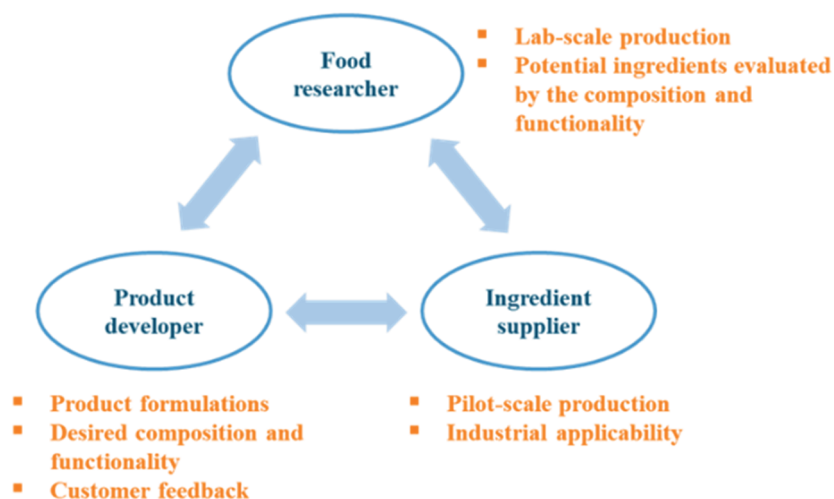 Food
researcher
▪ Lab-scale production
▪ Potential ingredients evaluated
by the composition and
functionality
Product
developer
Ingredient
supplier
▪ Product formulations
▪ Desired composition and
functionality
▪ Customer feedback
▪ Pilot-scale production
▪ Industrial applicability